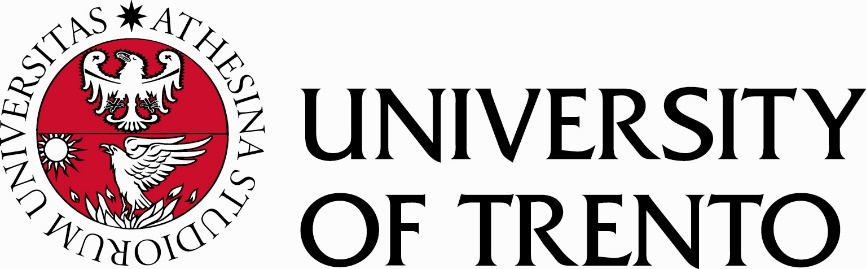 ATHESINA STUDIORUM UNIVERSITAS
UNIVERSITY
OF TRENTO